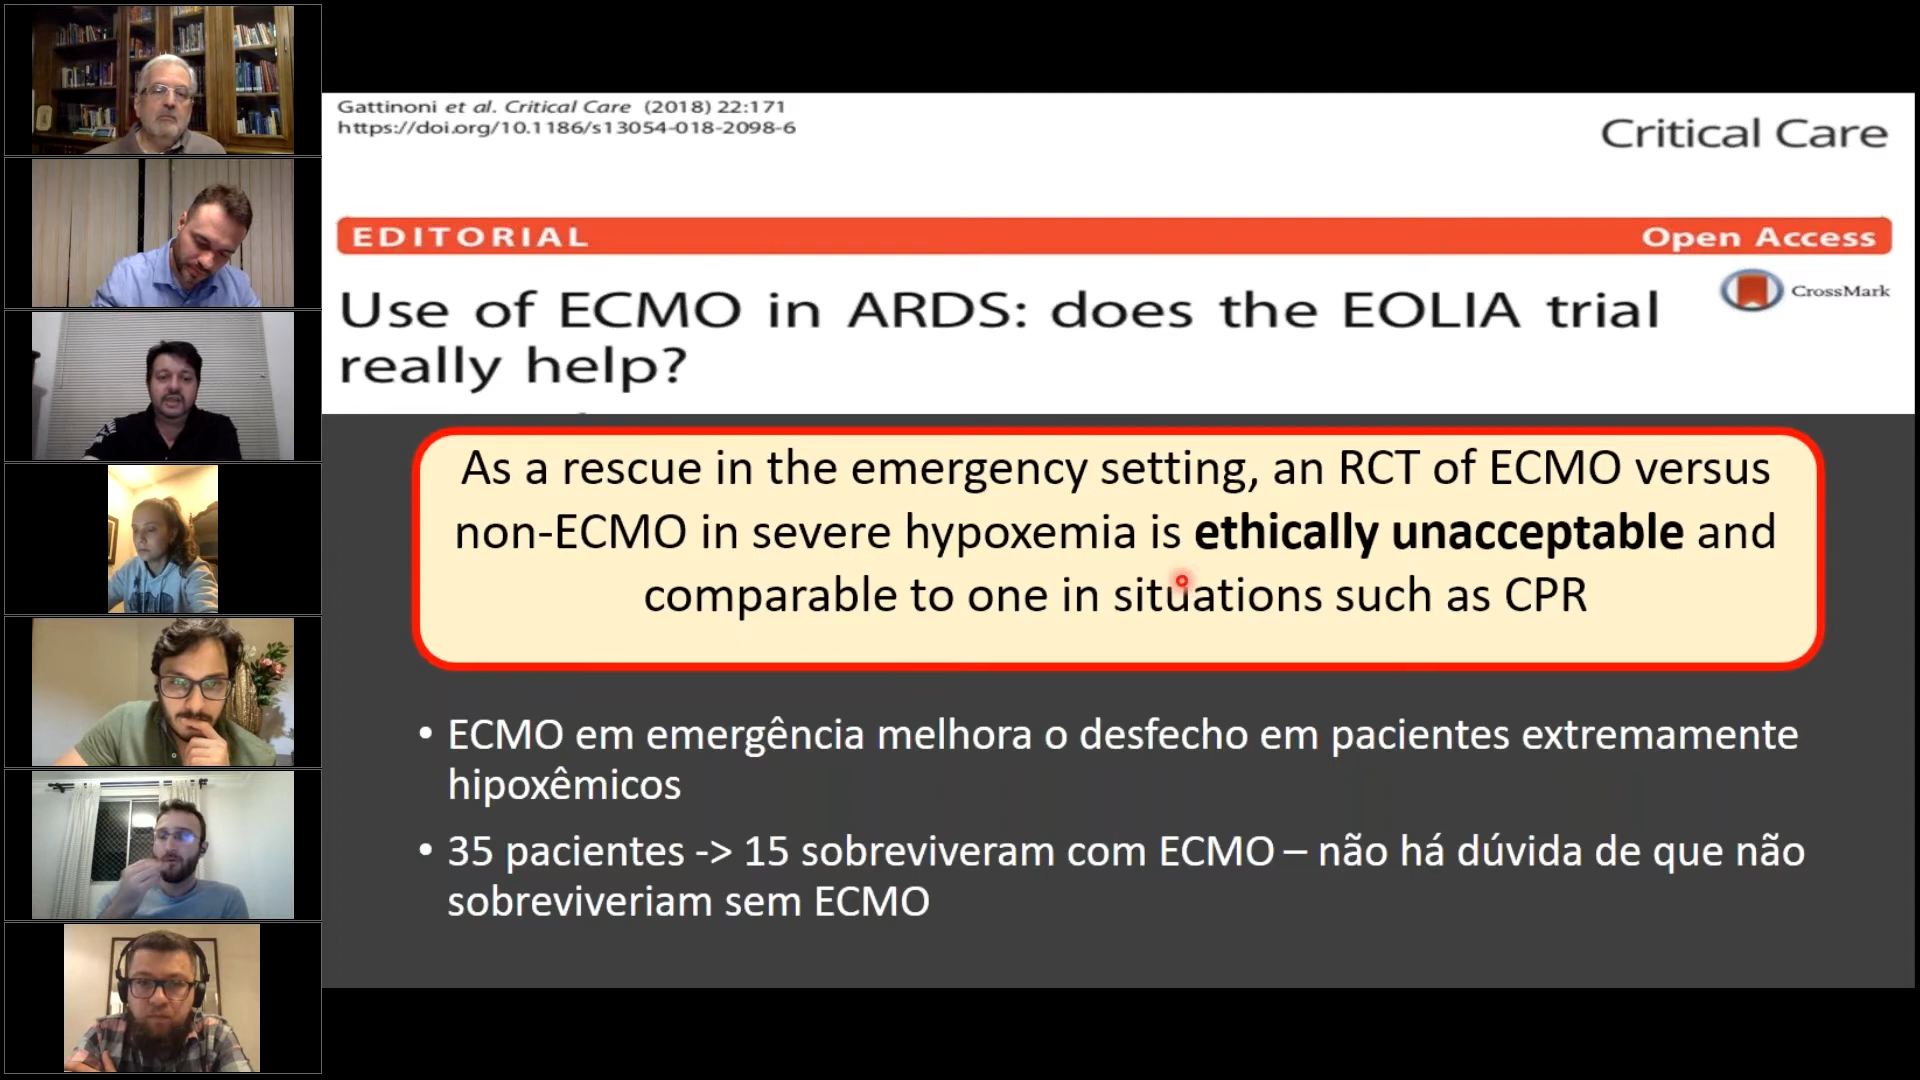 Gattinoni et al. Critical Care (2018) 22:171
https://doi.org/10.1186/s13054-018-2098-6
Critical Care
EDITORIAL
Open Access
Use of ECMO in ARDS: does the EOLIA trial
really help?
CrossMark
As a rescue in the emergency setting, an RCT of ECMO versus
non-ECMO in severe hypoxemia is ethically unacceptable and
comparable to one in situations such as CPR
• ECMO em emergência melhora o desfecho em pacientes extremamente
hipoxêmicos
• 35 pacientes -> 15 sobreviveram com ECMO – não há dúvida de que não
sobreviveriam sem ECMO